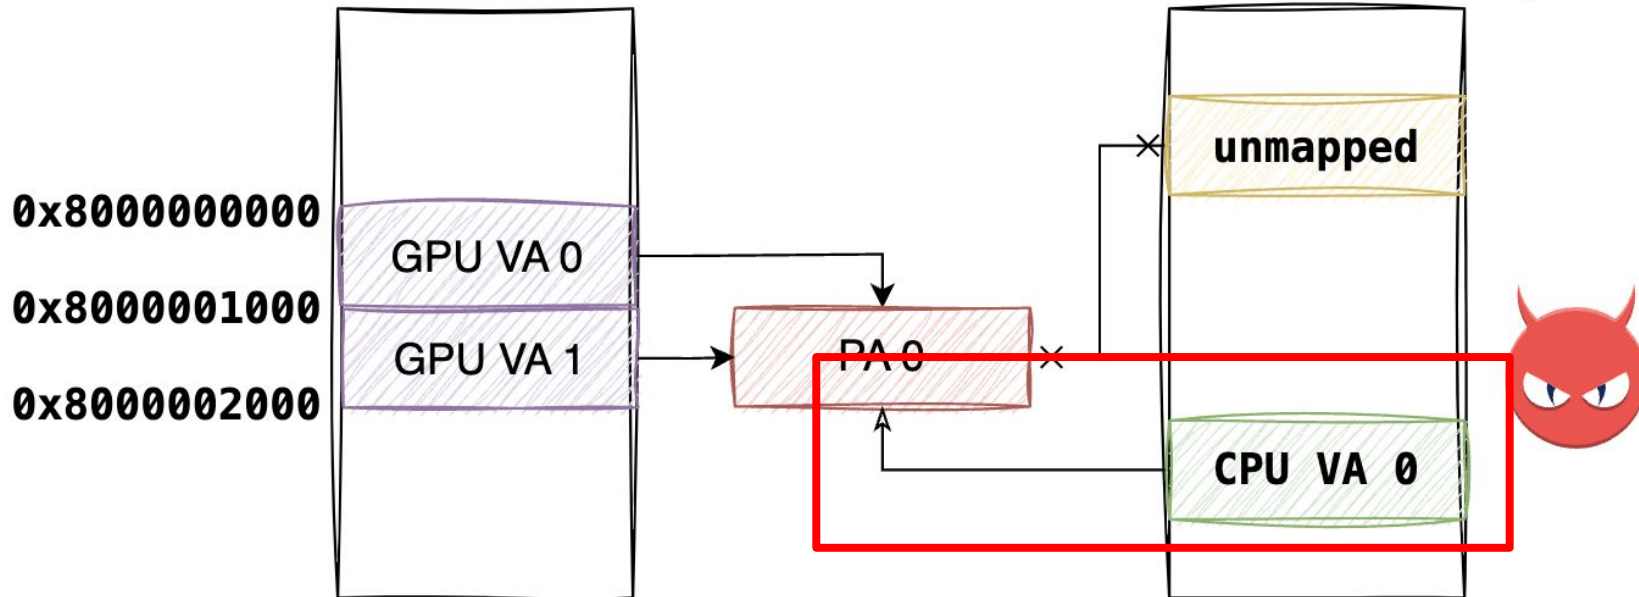 unmapped
0x8000000000
GPU VA 0
0x8000001000
GPU VA 1
PA 0
0x8000002000
CPU VA 0